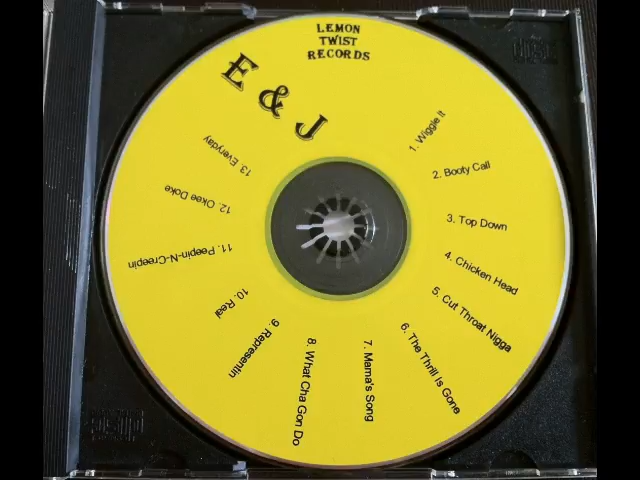 LEMON
TWIST
RECORDS
E & J
1. Wiggle It
2. Booty Call
3. Top Down
4. Chicken Head
5. Cut Throat Nigga
6. The Thrill Is Gone
7. Mama's Song
8. What Cha Gon Do
9. Representin
10. Real
11. Peepin-N-Creepin
12. Okee Doke
13. Everyday